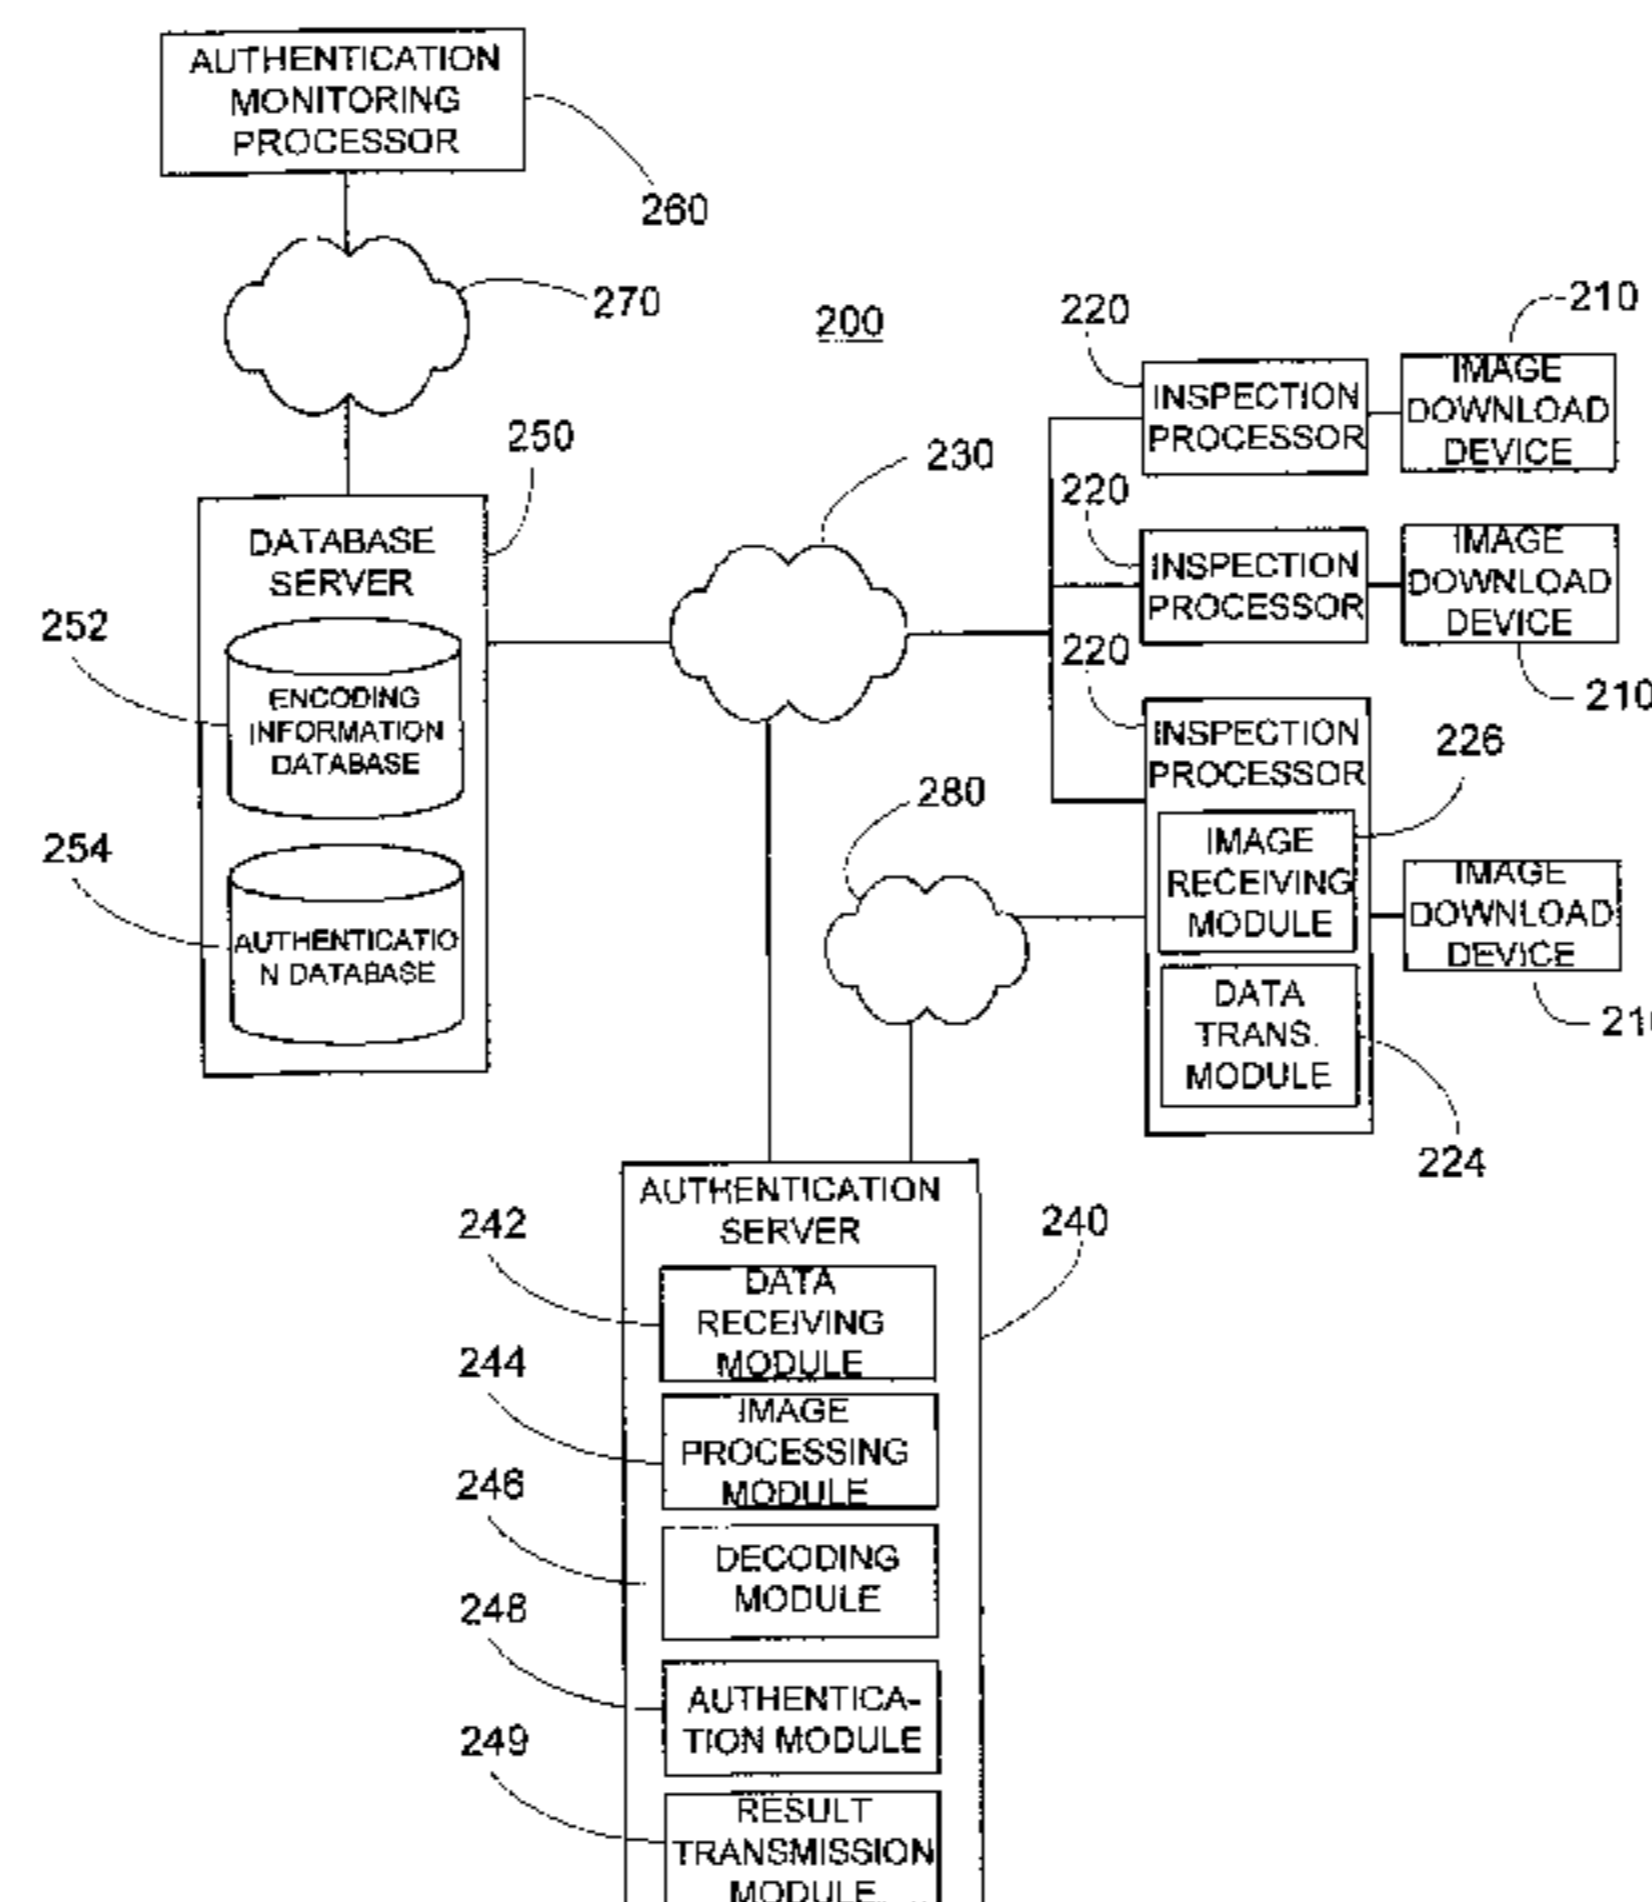 AUTHENTICATION
MONITORING
PROCESSOR
260
270
200
220
210
INSPECTION
PROCESSOR
IMAGE
DOWNLOAD
DEVICE
250
230
220
DATABASE
SERVER
INSPECTION
PROCESSOR
IMAGE
DOWNLOAD
DEVICE
252
220
210
ENCODING
INFORMATION
DATABASE
INSPECTION
PROCESSOR
226
280
254
IMAGE
RECEIVING
MODULE
IMAGE
DOWNLOAD
DEVICE
AUTHENTICATIO
N DATABASE
DATA
TRANS.
MODULE
224
AUTHENTICATION
SERVER
242
240
DATA
RECEIVING
MODULE
244
IMAGE
PROCESSING
MODULE
246
DECODING
MODULE
248
AUTHENTICA-
TION MODULE
249
RESULT
TRANSMISSION
MODULE